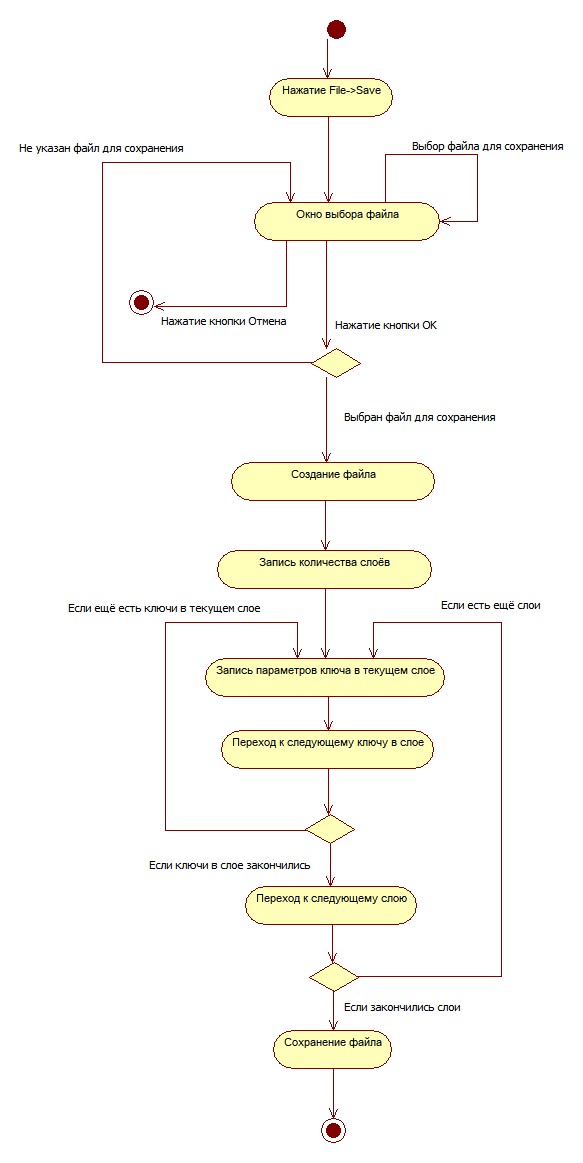 Нажатие File->Save
Не указан файл для сохранения
Выбор файла для сохранения
Окно выбора файла
Нажатие кнопки Отмена
Нажатие кнопки ОК
Выбран файл для сохранения
Создание файла
Запись количества слоёв
Если ещё есть ключи в текущем слое
Если есть ещё слои
Запись параметров ключа в текущем слое
Переход к следующему ключу в слое
Если ключи в слое закончились
Переход к следующему слою
Если закончились слои
Сохранение файла